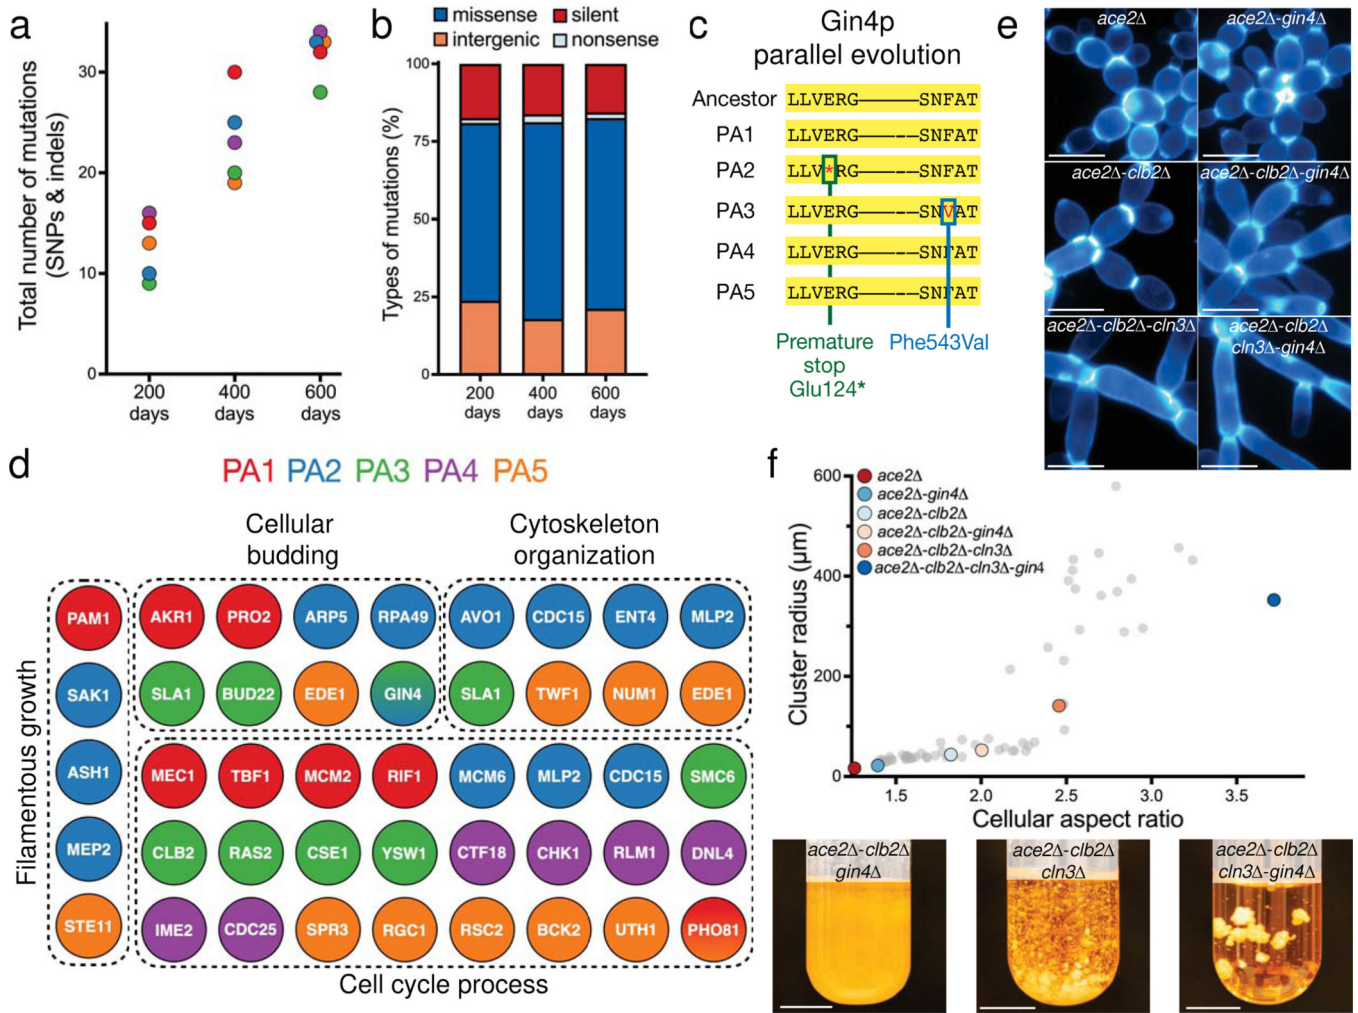 a
Total number of mutations
(SNPs & indels)
30
20
10
0
200
days
400
days
600
days
b
missense
silent
intergenic
nonsense
Types of mutations (%)
100
75
50
25
0
200
days
400
days
600
days
c
Gin4p
parallel evolution
Ancestor LLVERG SNFAT
PA1 LLVERG SNFAT
PA2 LLV*RG SNFAT
PA3 LLVERG SNVAT
PA4 LLVERG SNFAT
PA5 LLVERG SNFAT
Premature
stop
Glu124*
Phe543Val
e
ace2Δ
ace2Δ-gin4Δ
ace2Δ-clb2Δ
ace2Δ-clb2Δ-gin4Δ
ace2Δ-clb2Δ-cln3Δ
ace2Δ-clb2Δ
cln3Δ-gin4Δ
d
PA1 PA2 PA3 PA4 PA5
Filamentous growth
PAM1
SAK1
ASH1
MEP2
STE11
Cellular
budding
AKR1 PRO2 ARP5 RPA49
SLA1 BUD22 EDE1 GIN4
Cytoskeleton
organization
AVO1 CDC15 ENT4 MLP2
SLA1 TWF1 NUM1 EDE1
MEC1 TBF1 MCM2 RIF1 MCM6 MLP2 CDC15 SMC6
CLB2 RAS2 CSE1 YSW1 CTF18 CHK1 RLM1 DNL4
IME2 CDC25 SPR3 RGC1 RSC2 BCK2 UTH1 PHO81
Cell cycle process
f
Cluster radius (μm)
600
400
200
0
ace2Δ
ace2Δ-gin4Δ
ace2Δ-clb2Δ
ace2Δ-clb2Δ-gin4Δ
ace2Δ-clb2Δ-cln3Δ
ace2Δ-clb2Δ-cln3Δ-gin4
1.5 2.0 2.5 3.0 3.5
Cellular aspect ratio
ace2Δ-clb2Δ
gin4Δ
ace2Δ-clb2Δ
cln3Δ
ace2Δ-clb2Δ
cln3Δ-gin4Δ